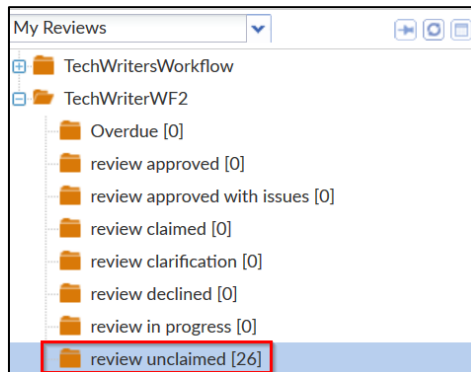 My Reviews
TechWritersWorkflow
TechWriterWF2
Overdue [0]
review approved [0]
review approved with issues [0]
review claimed [0]
review clarification [0]
review declined [0]
review in progress [0]
review unclaimed [26]